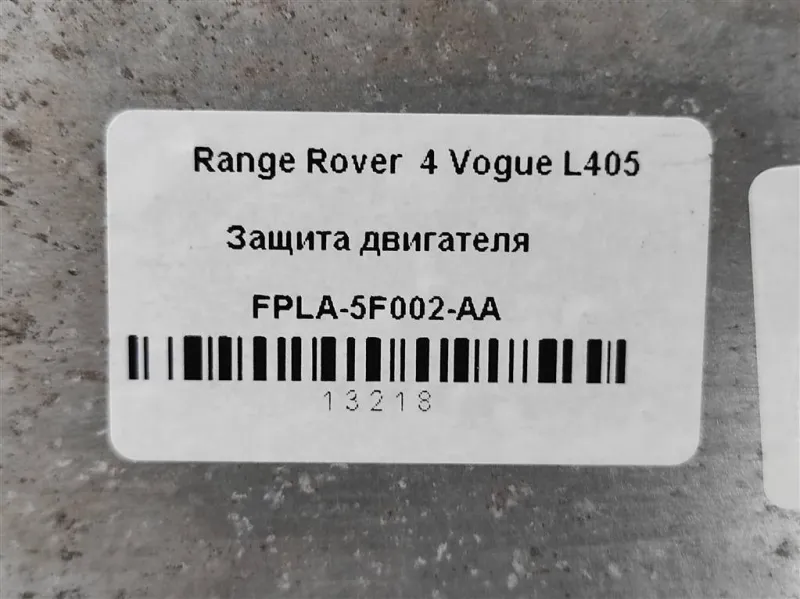 Range Rover 4 Vogue L405
Защита двигателя
FPLA-5F002-AA
13218